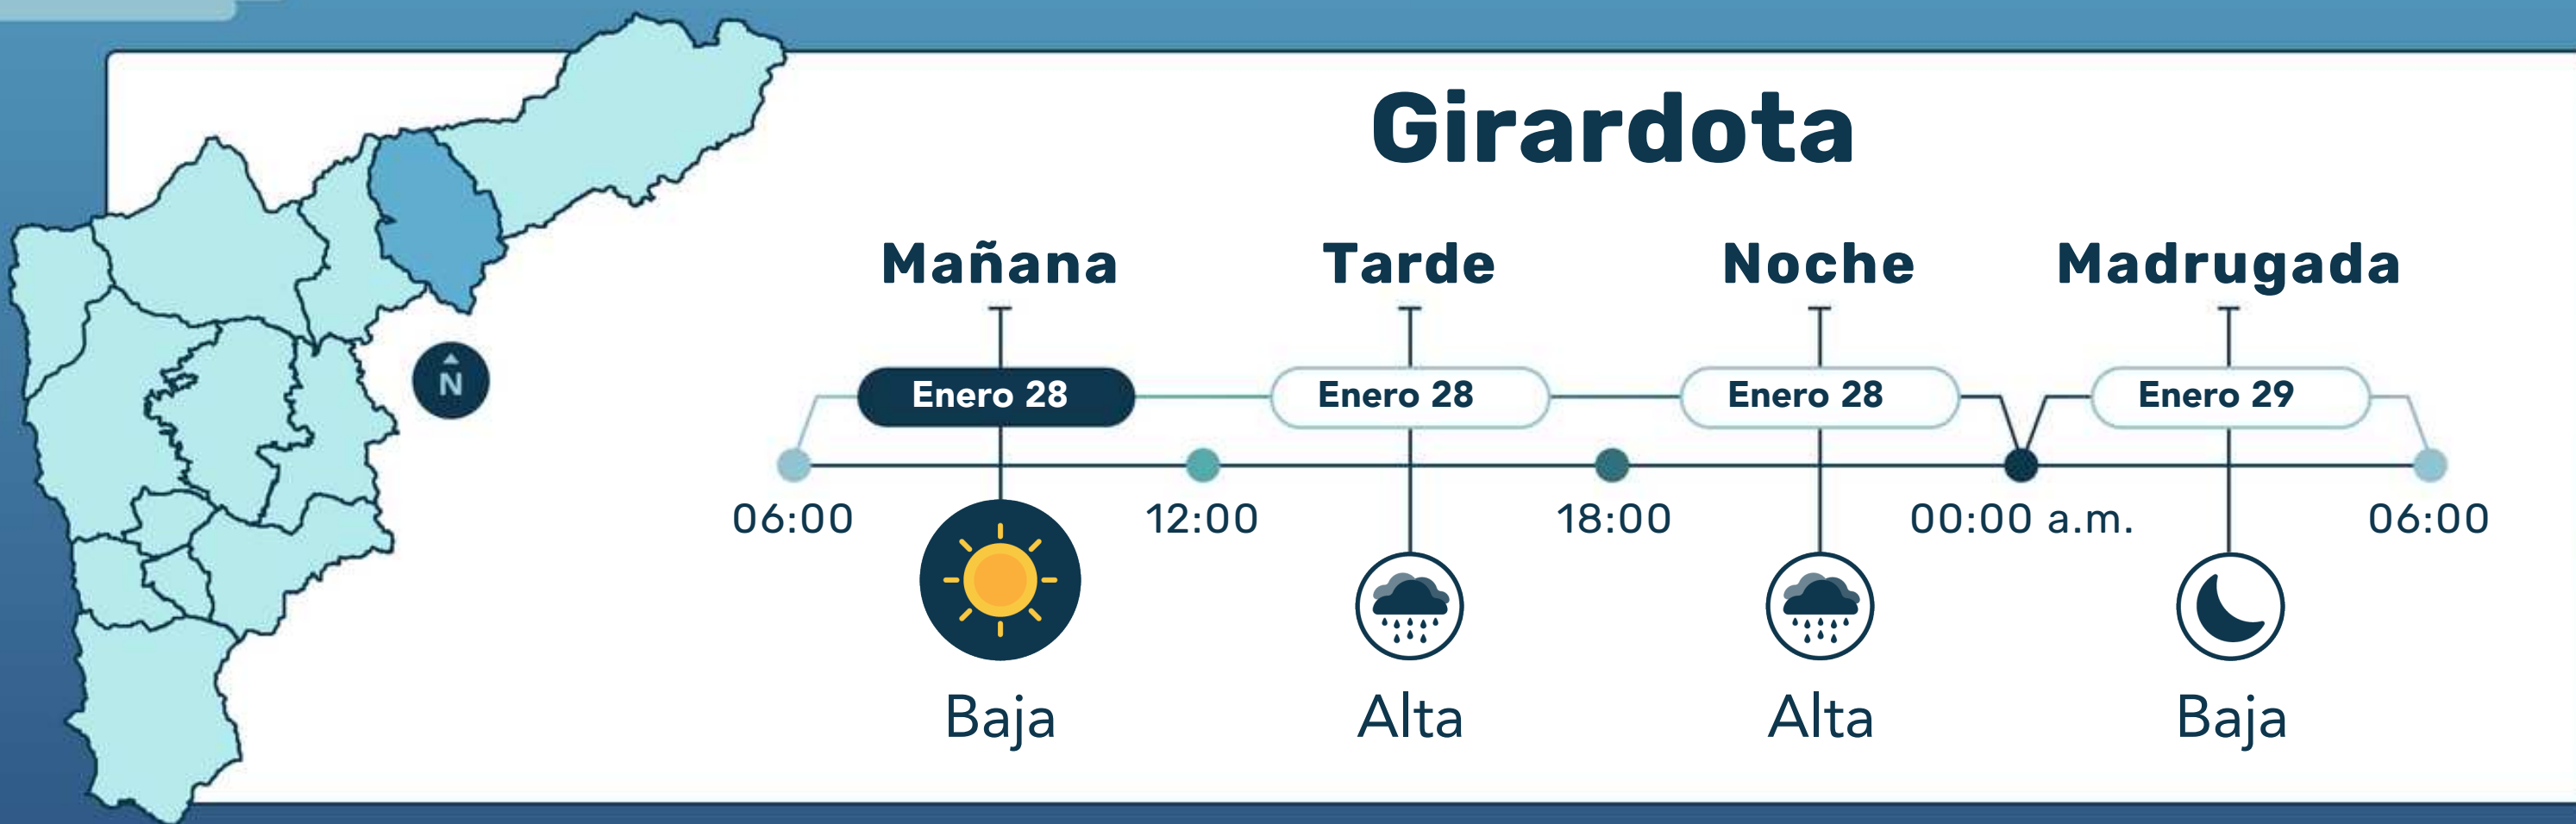 Girardota
Mañana Tarde Noche Madrugada
N
Enero 28 Enero 28 Enero 28 Enero 29
06:00 12:00 18:00 00:00 a.m. 06:00
Baja Alta Alta Baja